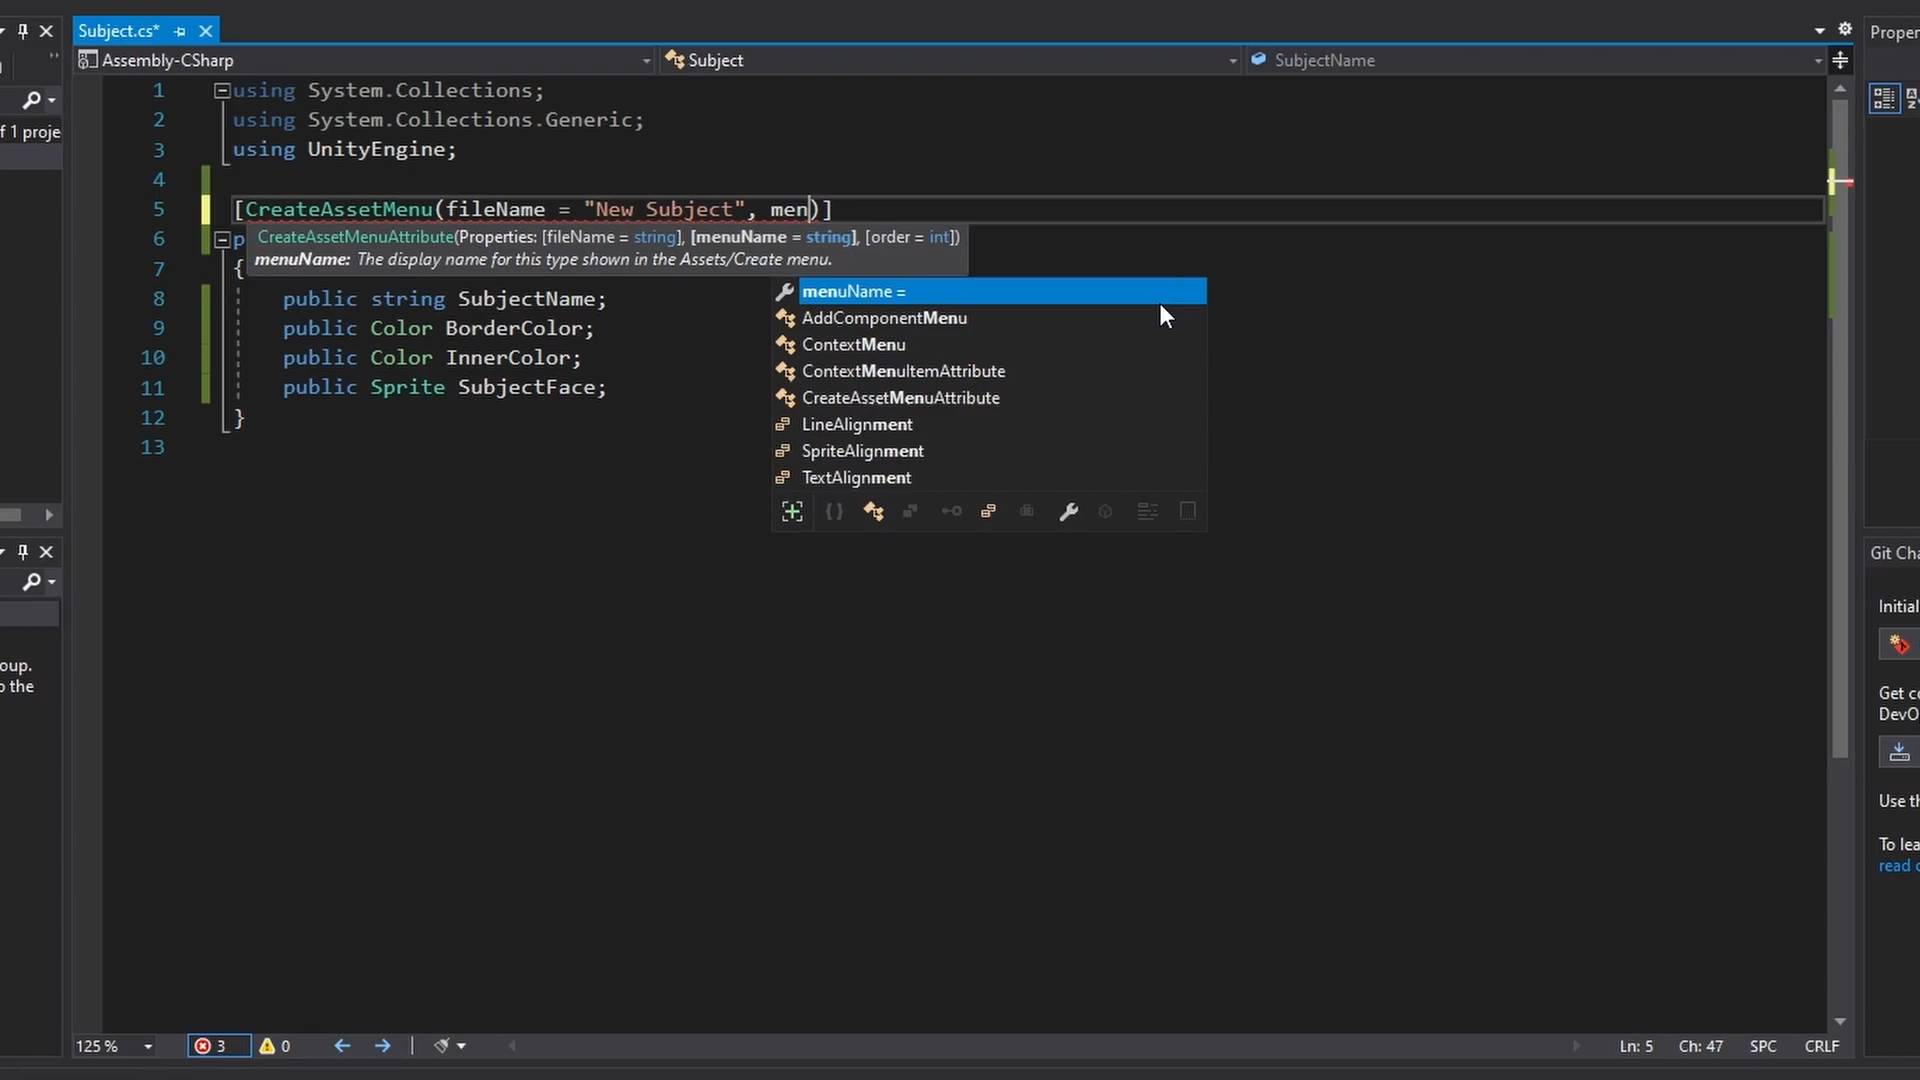 Subject.cs*
Proper
Assembly-CSharp
Subject
SubjectName
f 1 proje
1 using System.Collections;
2 using System.Collections.Generic;
3 using UnityEngine;
4
5 [CreateAssetMenu(fileName = "New Subject", men)]
6 p
CreateAssetMenuAttribute(Properties: [fileName = string], [menuName = string], [order = int])
menuName: The display name for this type shown in the Assets/Create menu.
7 {
menuName =
8 public string SubjectName;
AddComponentMenu
9 public Color BorderColor;
ContextMenu
10 public Color InnerColor;
ContextMenuItemAttribute
11 public Sprite SubjectFace;
CreateAssetMenuAttribute
12 }
LineAlignment
13
SpriteAlignment
TextAlignment
Git Cha
Initial
oup.
o the
Get co
DevO
Use th
To lea
read o
125 %
3
0
Ln: 5
Ch: 47
SPC
CRLF